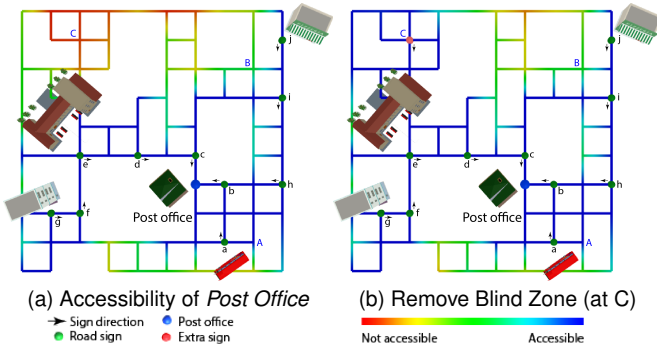 C
j
B
i
e
d
c
b
h
Post office
g
f
a
A
C
j
B
i
e
d
c
b
h
Post office
g
f
a
A
(a) Accessibility of Post Office
(b) Remove Blind Zone (at C)
Sign direction
Post office
Road sign
Extra sign
Not accessible
Accessible